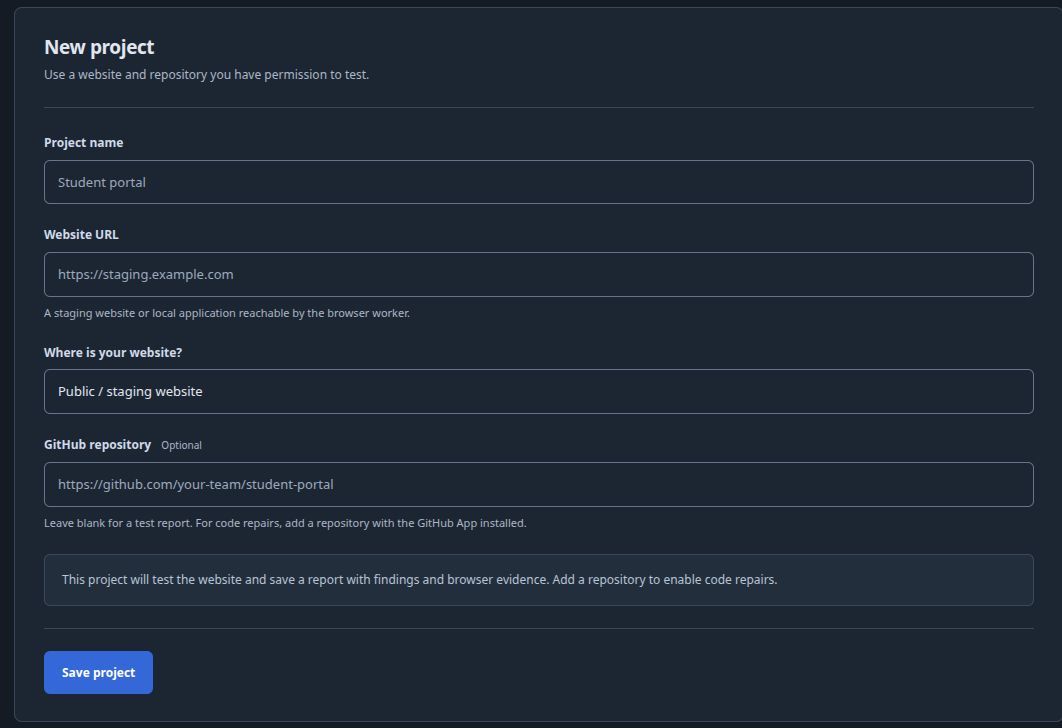 New project
Use a website and repository you have permission to test.
Project name
Student portal
Website URL
https://staging.example.com
A staging website or local application reachable by the browser worker.
Where is your website?
Public / staging website
GitHub repository Optional
https://github.com/your-team/student-portal
Leave blank for a test report. For code repairs, add a repository with the GitHub App installed.
This project will test the website and save a report with findings and browser evidence. Add a repository to enable code repairs.
Save project